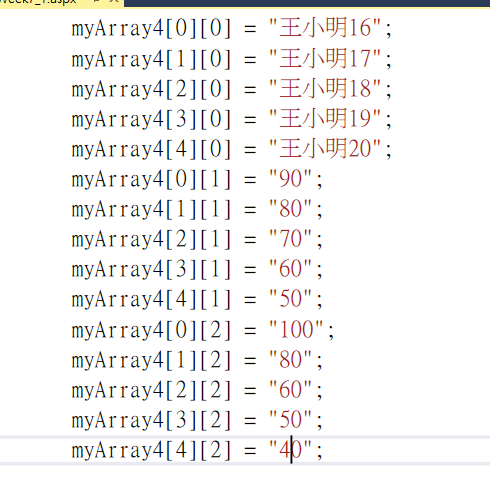 myArray4[0][0] = "王小明16";
myArray4[1][0] = "王小明17";
myArray4[2][0] = "王小明18";
myArray4[3][0] = "王小明19";
myArray4[4][0] = "王小明20";
myArray4[0][1] = "90";
myArray4[1][1] = "80";
myArray4[2][1] = "70";
myArray4[3][1] = "60";
myArray4[4][1] = "50";
myArray4[0][2] = "100";
myArray4[1][2] = "80";
myArray4[2][2] = "60";
myArray4[3][2] = "50";
myArray4[4][2] = "40";